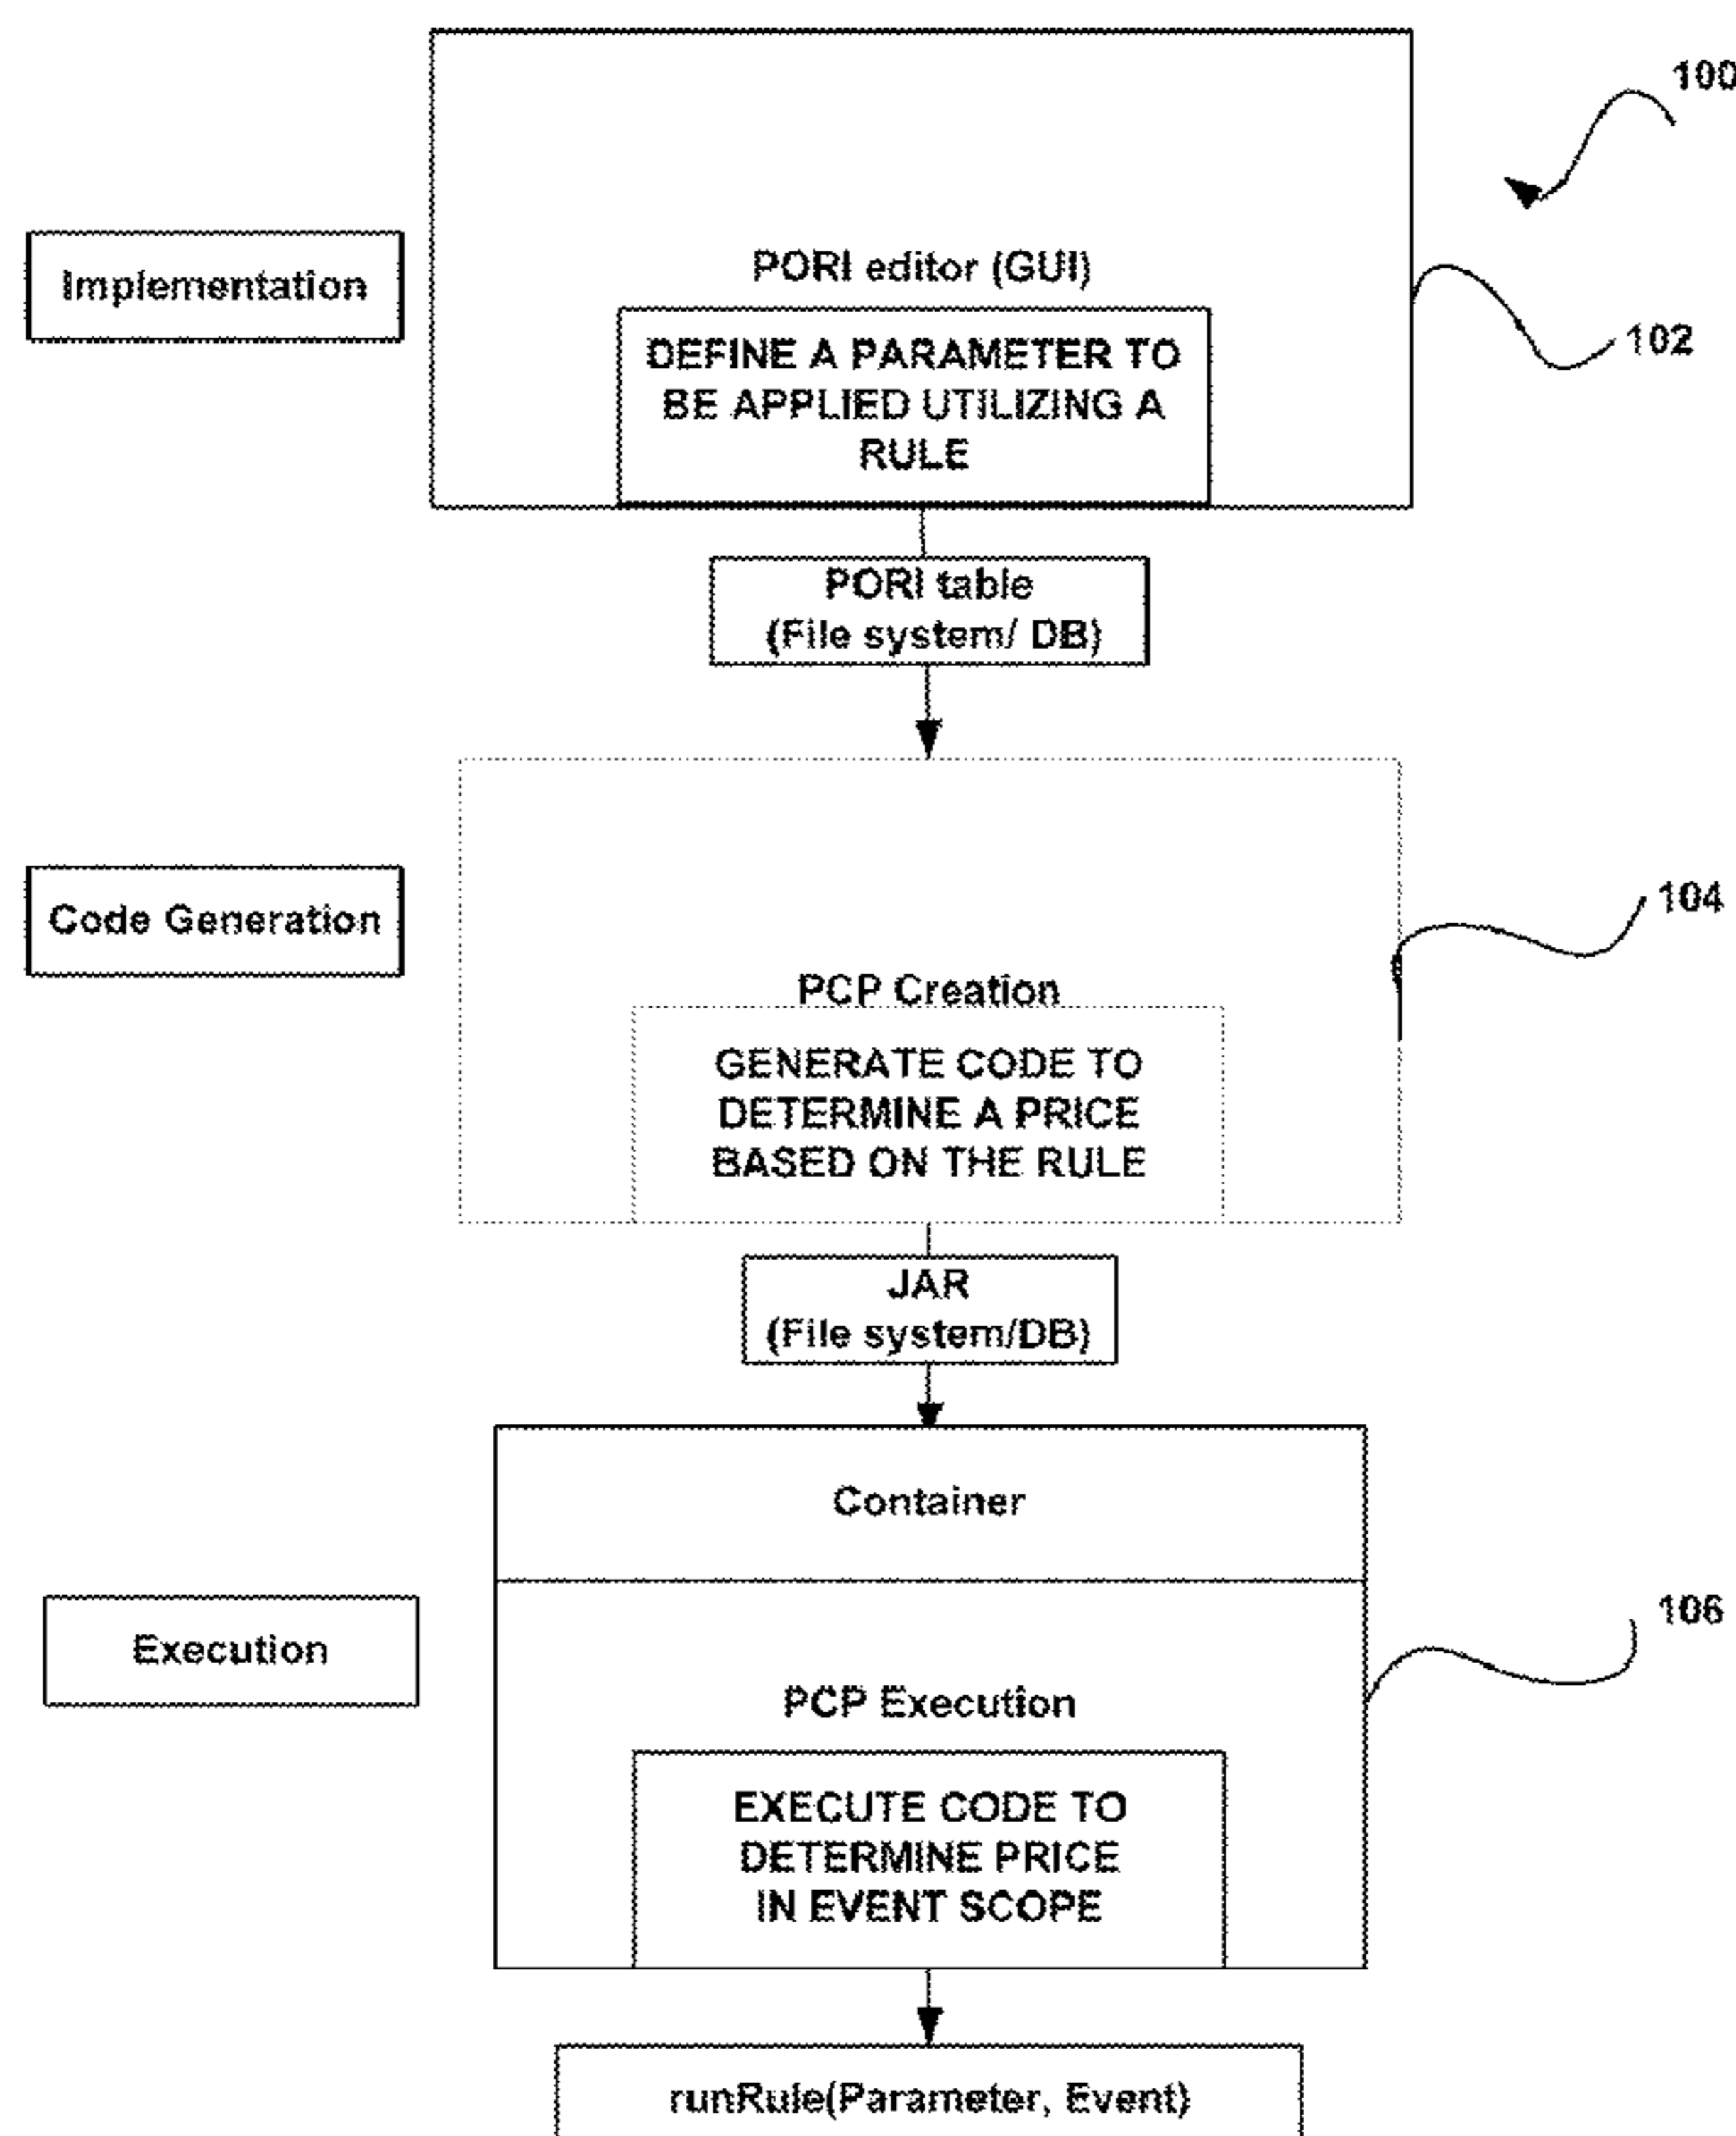 100
Implementation
PORI editor (GUI)
DEFINE A PARAMETER TO
BE APPLIED UTILIZING A
RULE
102
PORI table
(File system/ DB)
Code Generation
104
PCP Creation
GENERATE CODE TO
DETERMINE A PRICE
BASED ON THE RULE
JAR
(File system/DB)
Container
Execution
106
PCP Execution
EXECUTE CODE TO
DETERMINE PRICE
IN EVENT SCOPE
runRule(Parameter, Event)